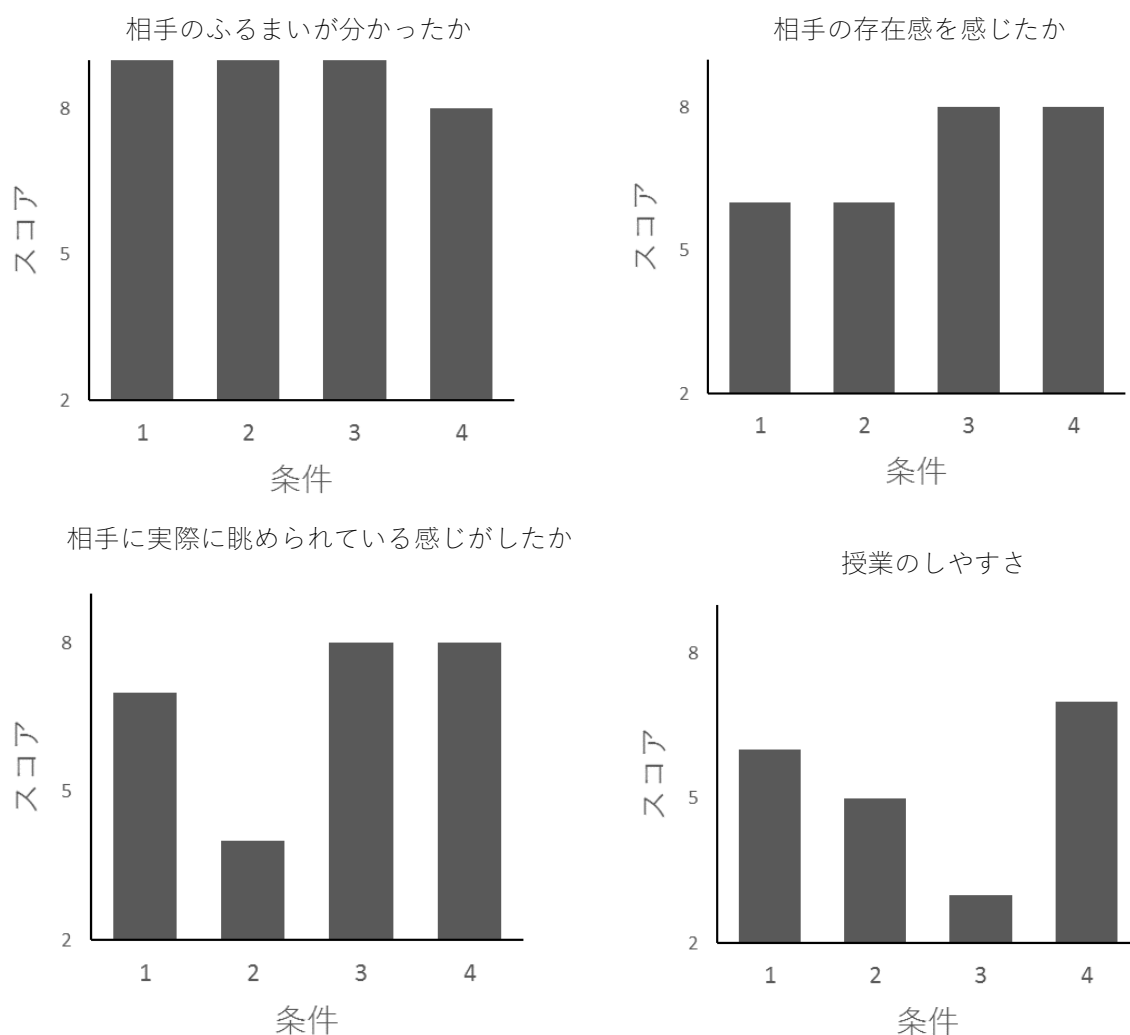 相手のふるまいが分かったか
8
5
2
スコア
1 2 3 4
条件
相手の存在感を感じたか
8
5
2
スコア
1 2 3 4
条件
相手に実際に眺められている感じがしたか
8
5
2
スコア
1 2 3 4
条件
授業のしやすさ
8
5
2
スコア
1 2 3 4
条件